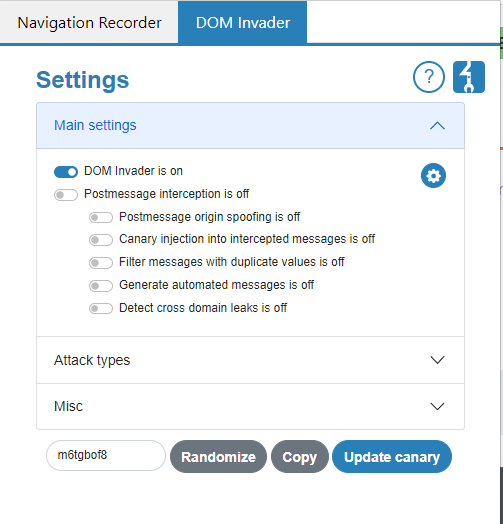 Navigation Recorder DOM Invader
Settings
?
Main settings
DOM Invader is on
Postmessage interception is off
Postmessage origin spoofing is off
Canary injection into intercepted messages is off
Filter messages with duplicate values is off
Generate automated messages is off
Detect cross domain leaks is off
Attack types
Misc
m6tgbof8 Randomize Copy Update canary